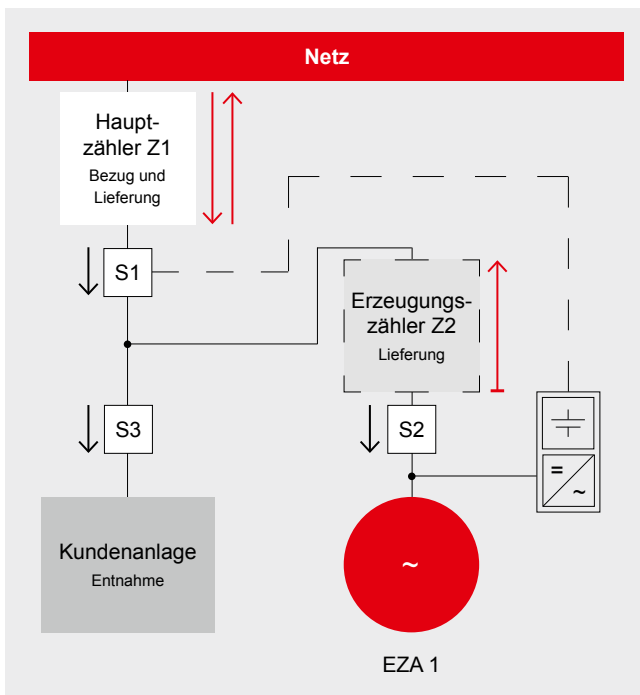 Netz
Haupt-
zähler Z1
Bezug und
Lieferung
S1
Erzeugungs-
zähler Z2
Lieferung
S3
S2
=
~
Kundenanlage
Entnahme
~
EZA 1